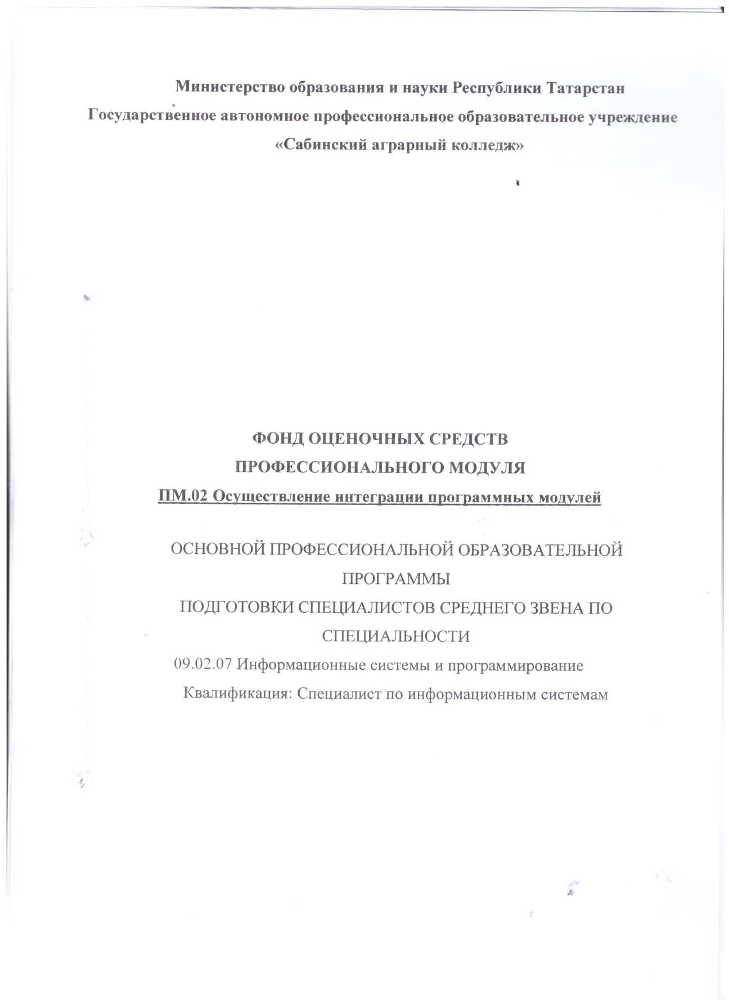 Министерство образования и науки Республики Татарстан
Государственное автономное профессиональное образовательное учреждение
«Сабинский аграрный колледж»
ФОНД ОЦЕНОЧНЫХ СРЕДСТВ
ПРОФЕССИОНАЛЬНОГО МОДУЛЯ
ПМ.02 Осуществление интеграции программных модулей
ОСНОВНОЙ ПРОФЕССИОНАЛЬНОЙ ОБРАЗОВАТЕЛЬНОЙ
ПРОГРАММЫ
ПОДГОТОВКИ СПЕЦИАЛИСТОВ СРЕДНЕГО ЗВЕНА ПО
СПЕЦИАЛЬНОСТИ
09.02.07 Информационные системы и программирование
Квалификация: Специалист по информационным системам